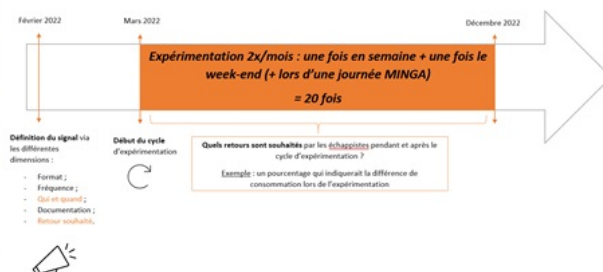 Février 2022
Mars 2022
Décembre 2022
Expérimentation 2x/mois : une fois en semaine + une fois le
week-end (+ lors d'une journée MINGA)
= 20 fois
Définition du signal via
les différentes
dimensions :
- Format ;
- Fréquence ;
- Qui et quand ;
- Documentation ;
- Retour souhaité.
Début du cycle
d'expérimentation
Quels retours sont souhaités par les échappistes pendant et après le
cycle d'expérimentation ?
Exemple : un pourcentage qui indiquerait la différence de
consommation lors de l'expérimentation